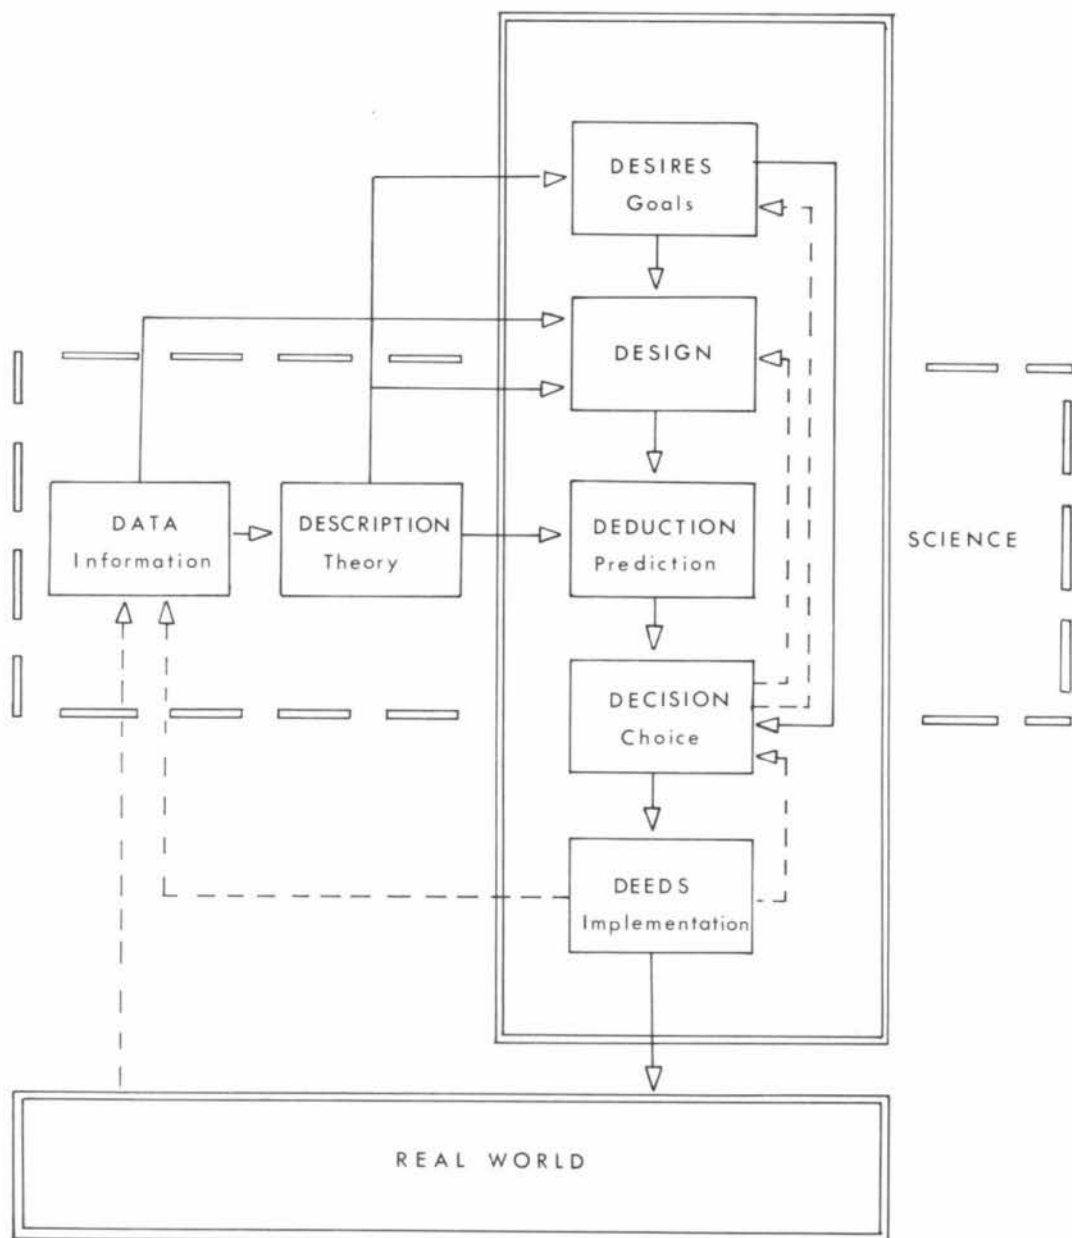 DESIRES
Goals
DESIGN
DATA
Information
DESCRIPTION
Theory
DEDUCTION
Prediction
SCIENCE
DECISION
Choice
DEEDS
Implementation
REAL WORLD